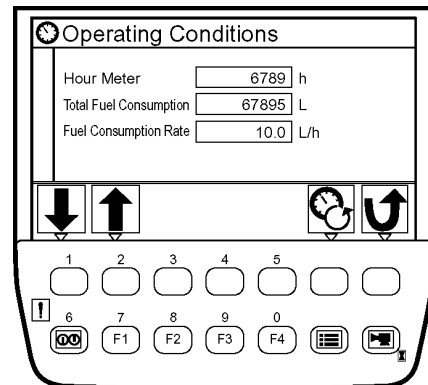 Operating Conditions
Hour Meter 6789 h
Total Fuel Consumption 67895 L
Fuel Consumption Rate 10.0 L/h
1 2 3 4 5
6 7 8 9 0
F1 F2 F3 F4